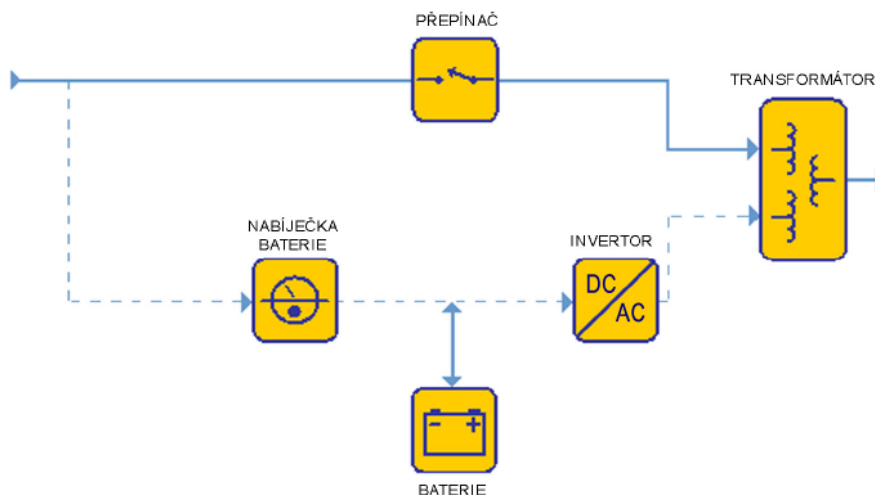 PŘEPÍNAČ
TRANSFORMÁTOR
NABÍJEČKA
BATERIE
INVERTOR
DC
AC
BATERIE